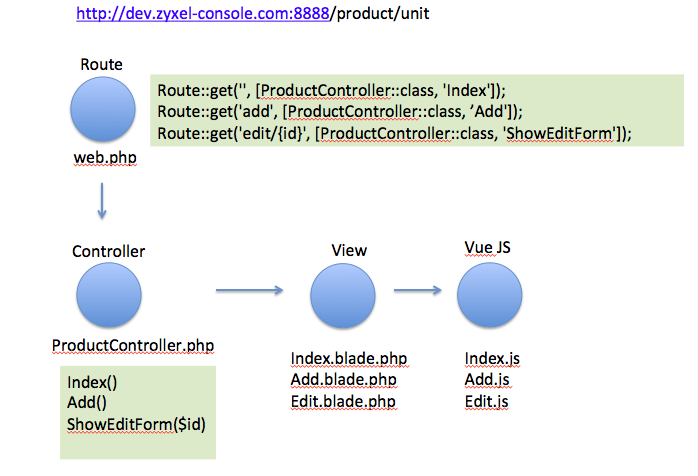 http://dev.zyxel-console.com:8888/product/unit
Route
Route::get('', [ProductController::class, 'Index']);
Route::get('add', [ProductController::class, ‘Add']);
Route::get('edit/{id}', [ProductController::class, 'ShowEditForm']);
web.php
Controller
View
Vue JS
ProductController.php
Index()
Add()
ShowEditForm($id)
Index.blade.php
Add.blade.php
Edit.blade.php
Index.js
Add.js
Edit.js